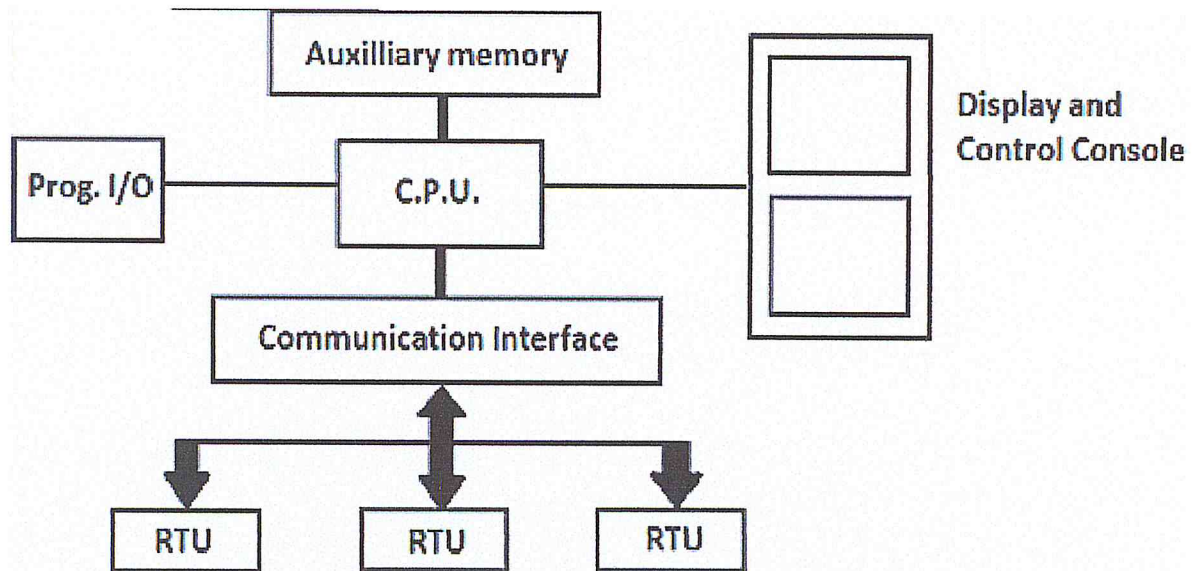 Auxilliary memory
Display and
Control Console
Prog. I/O
C.P.U.
Communication Interface
RTU
RTU
RTU